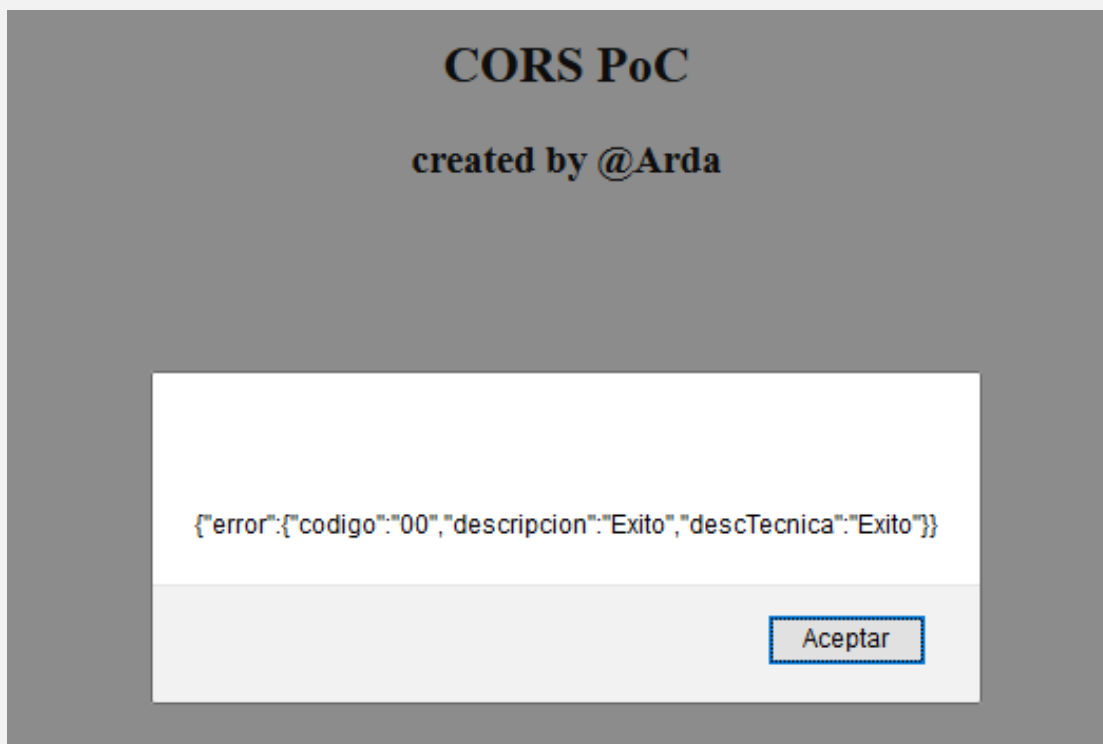 CORS PoC
created by @Arda
{"error":{"codigo":"00","descripcion":"Exito","descTecnica":"Exito"}}
Aceptar